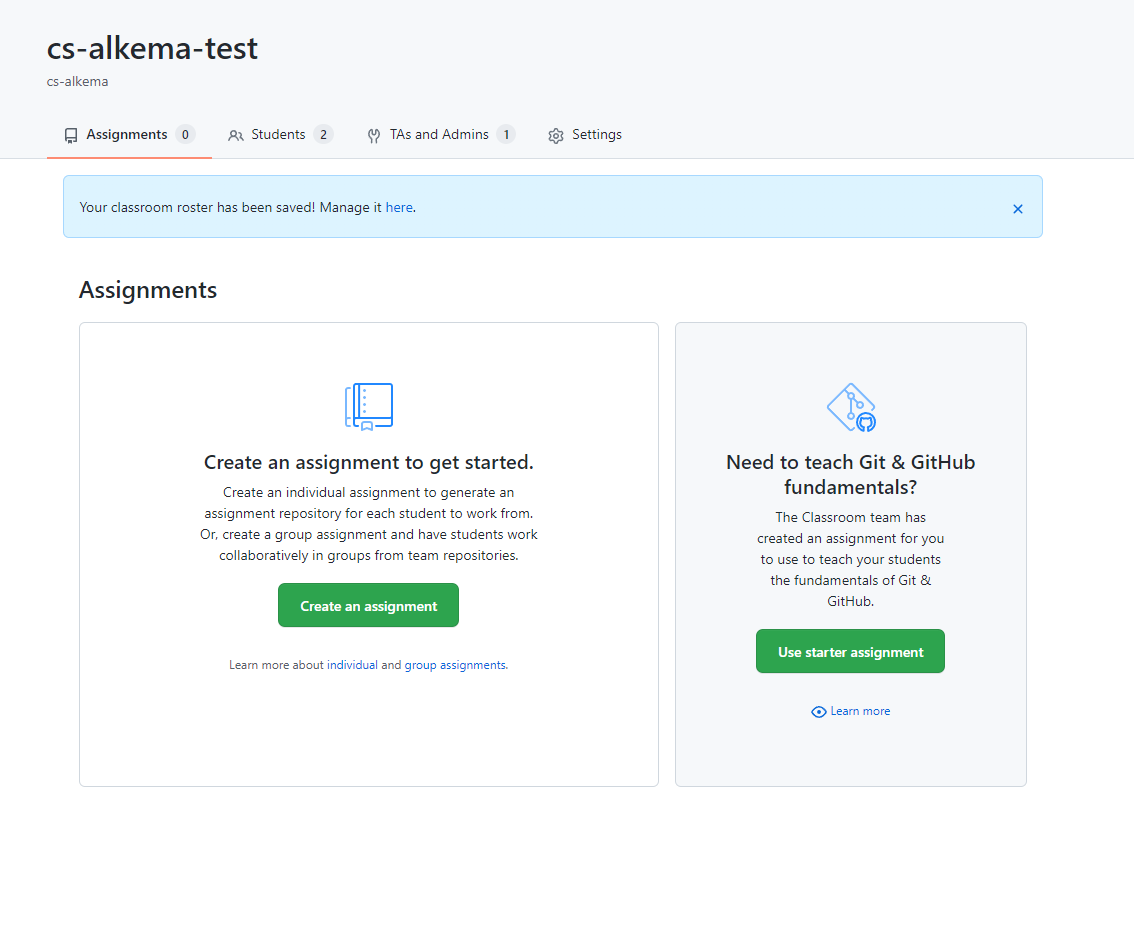 cs-alkema-test
cs-alkema
Assignments 0 Students 2 TAs and Admins 1 Settings
Your classroom roster has been saved! Manage it here.
Assignments
Create an assignment to get started.
Create an individual assignment to generate an
assignment repository for each student to work from.
Or, create a group assignment and have students work
collaboratively in groups from team repositories.
Create an assignment
Learn more about individual and group assignments.
Need to teach Git & GitHub
fundamentals?
The Classroom team has
created an assignment for you
to use to teach your students
the fundamentals of Git &
GitHub.
Use starter assignment
Learn more